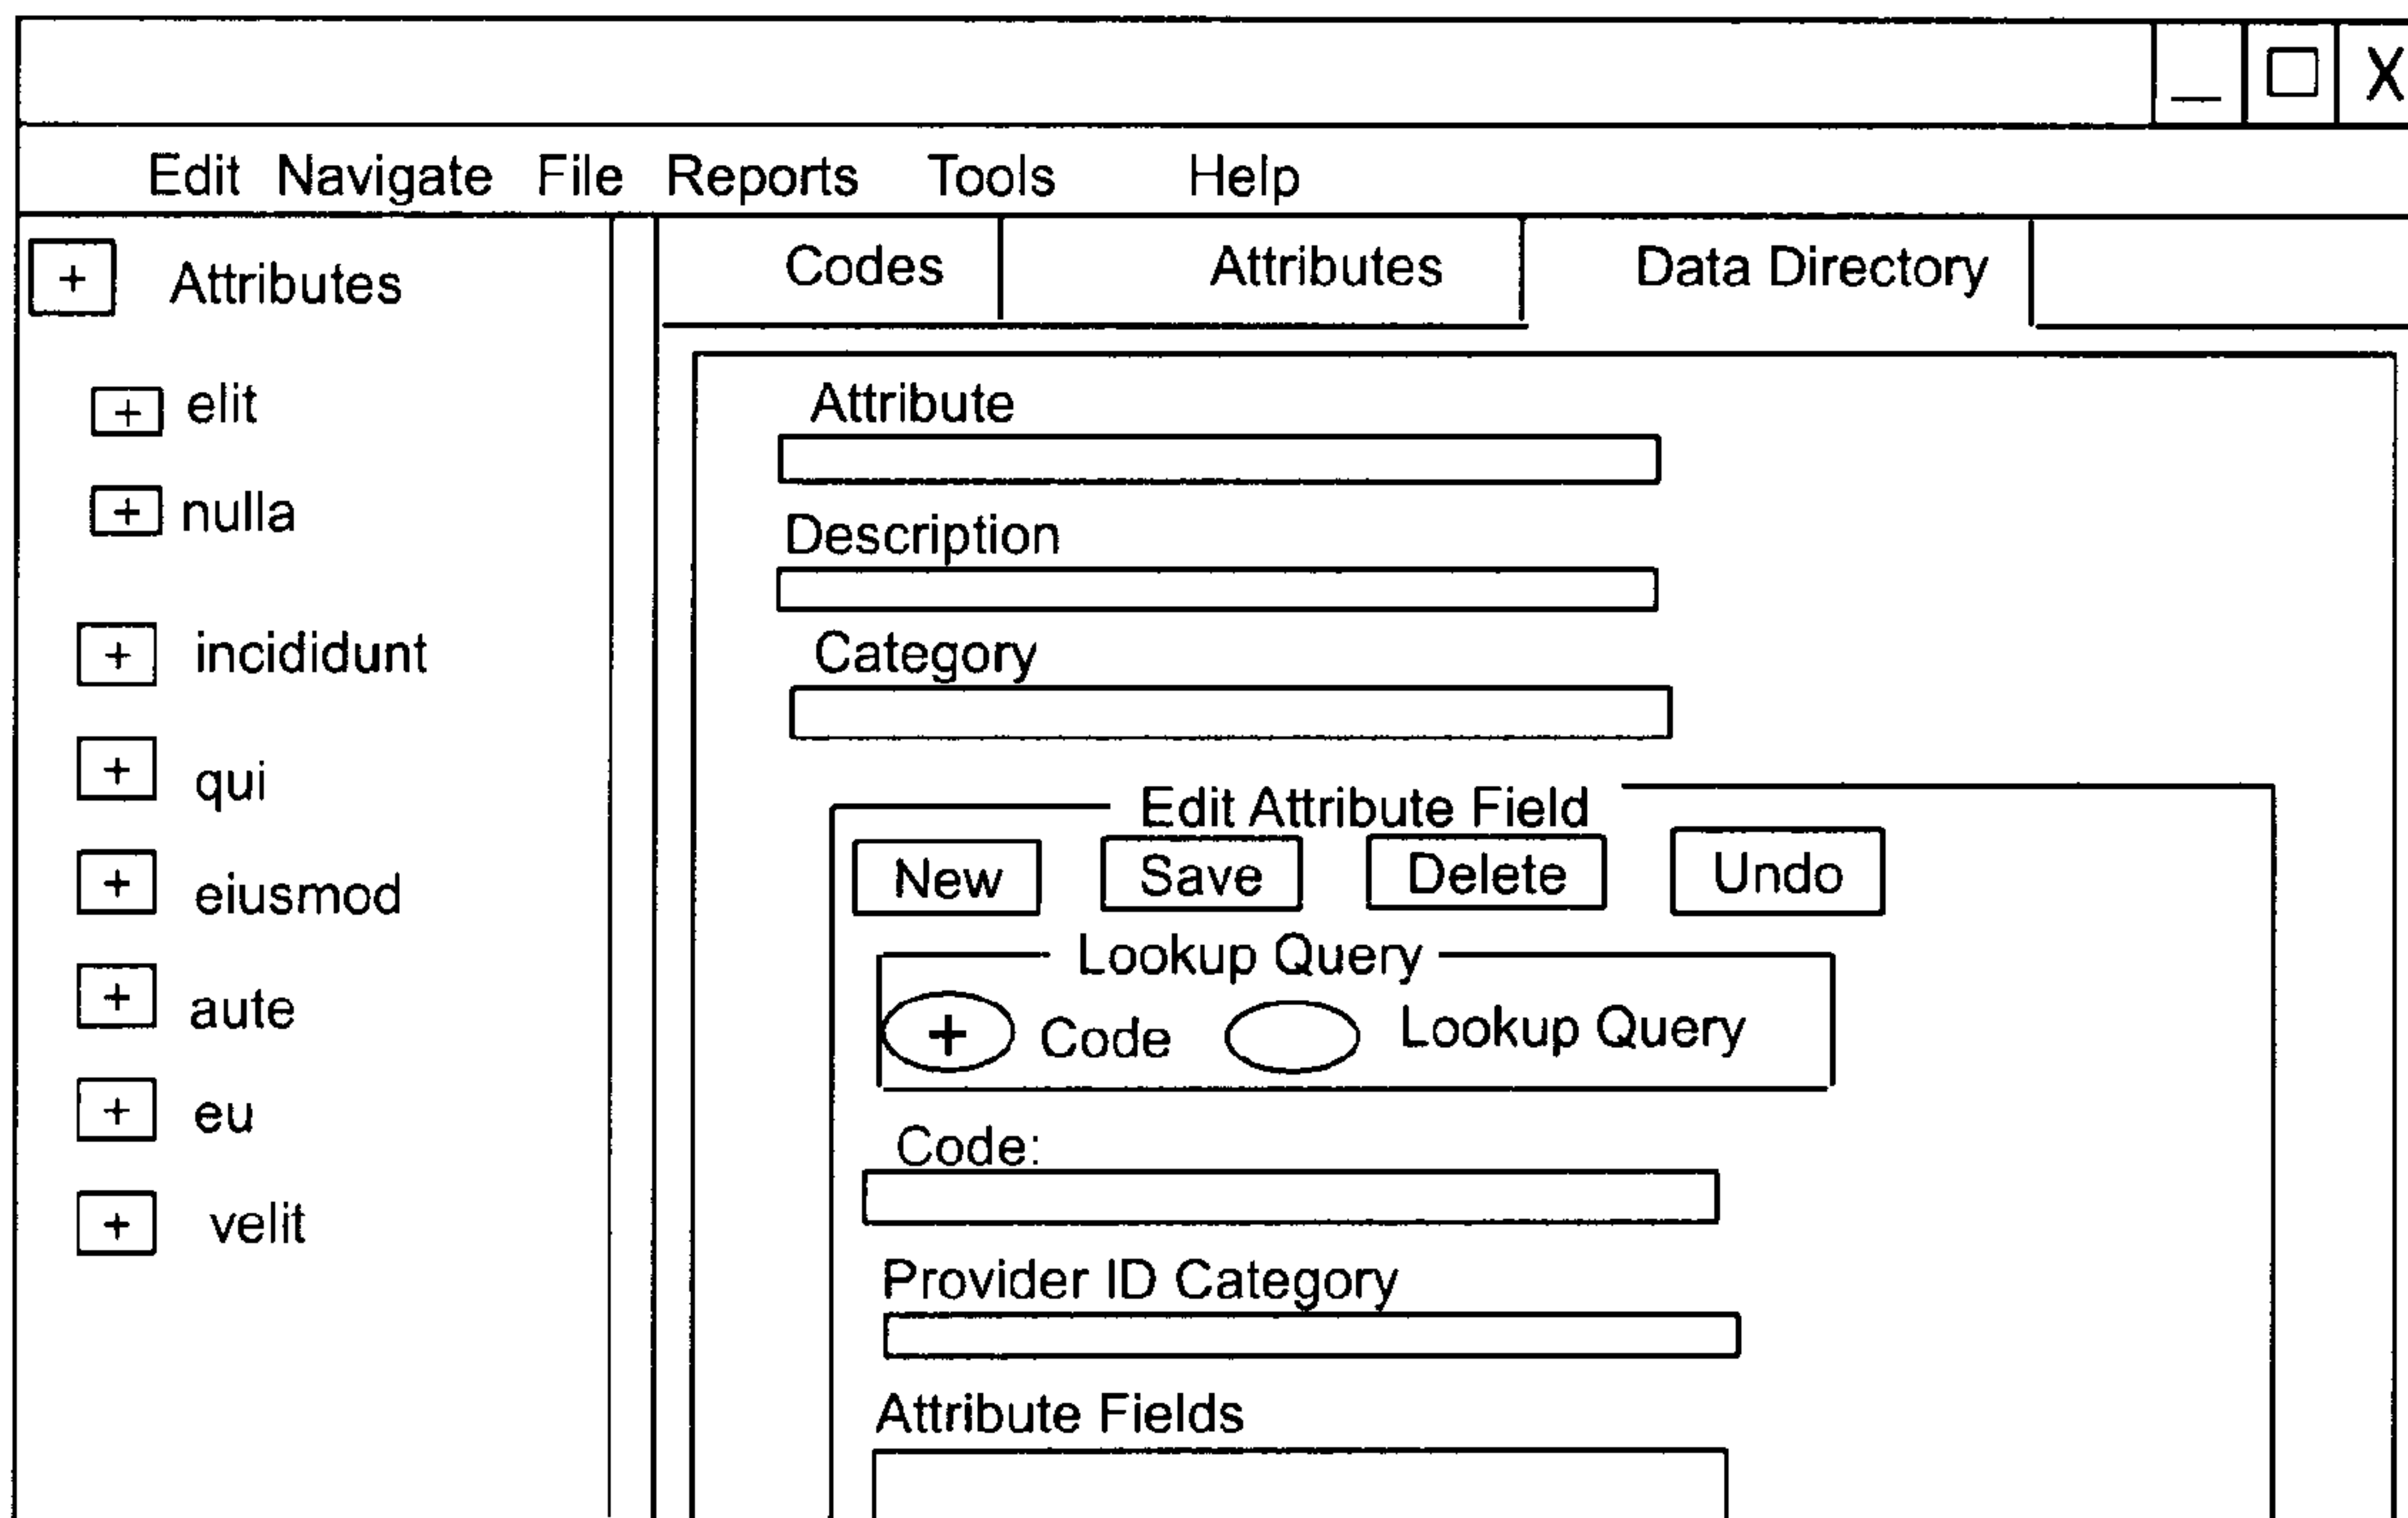 X
Edit Navigate File Reports Tools Help
+ Attributes
+ elit
+ nulla
+ incididunt
+ qui
+ eiusmod
+ aute
+ eu
+ velit
Codes Attributes Data Directory
Attribute
Description
Category
Edit Attribute Field
New Save Delete Undo
Lookup Query
+ Code Lookup Query
Code:
Provider ID Category
Attribute Fields